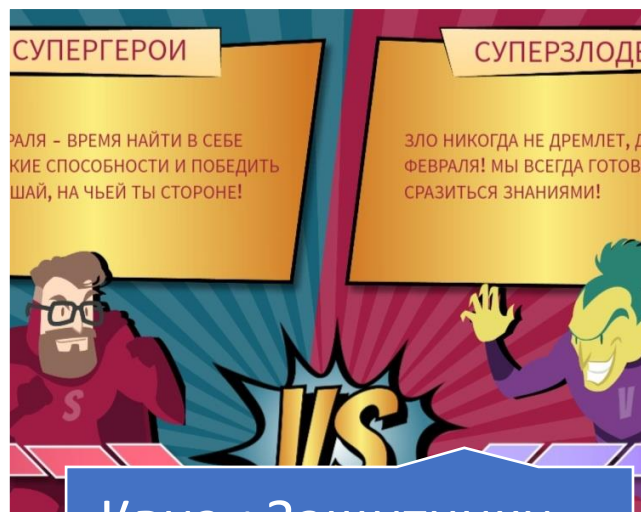 СУПЕРГЕРОИ
РАЛЯ - ВРЕМЯ НАЙТИ В СЕБЕ
КИЕ СПОСОБНОСТИ И ПОБЕДИТЬ
ШАЙ, НА ЧЬЕЙ ТЫ СТОРОНЕ!
СУПЕРЗЛОДЕ
ЗЛО НИКОГДА НЕ ДРЕМЛЕТ, Д
ФЕВРАЛЯ! МЫ ВСЕГДА ГОТОВ
СРАЗИТЬСЯ ЗНАНИЯМИ!
S
V
VS